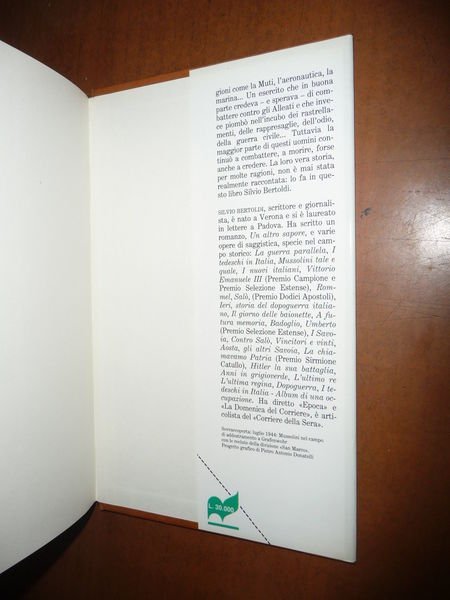 gioni come la Muti, l'aeronautica, la
marina... Un esercito che in buona
parte credeva – e sperava – di com-
battere contro gli Alleati e che inve-
ce piombò nell'incubo dei rastrella-
menti, delle rappresaglie, dell'odio,
della guerra civile... Tuttavia la
maggior parte di questi uomini con-
tinuò a combattere, a morire, forse
anche a credere. La loro vera storia,
per molte ragioni, non è mai stata
realmente raccontata: lo fa in que-
sto libro Silvio Bertoldi.
SILVIO BERTOLDI, scrittore e giornali-
sta, è nato a Verona e si è laureato
in lettere a Padova. Ha scritto un
romanzo, Un altro sapore, e varie
opere di saggistica, specie nel cam-
po storico: La guerra parallela, I
tedeschi in Italia, Mussolini tale e
quale, I nuovi italiani, Vittorio
Emanuele III (Premio Campione e
Premio Selezione Estense), Rom-
mel, Salò, (Premio Dodici Apostoli),
Ieri, storia del dopoguerra italia-
no, Il giorno delle baionette, A fu-
tura memoria, Badoglio, Umberto
(Premio Selezione Estense), I Savo-
ia, Contro Salò, Vincitori e vinti,
Aosta, gli altri Savoia, La chia-
mavamo Patria (Premio Sirmione
Catullo), Hitler la sua battaglia,
Anni in grigioverde, L'ultimo re
L'ultima regina, Dopoguerra, I te-
deschi in Italia - Album di una oc-
cupazione. Ha diretto «Epoca» e
«La Domenica del Corriere», è arti-
colista del «Corriere della Sera».
Sovraccoperta: luglio 1944: Mussolini nel campo
di addestramento a Grafenwöhr
con le reclute della divisione «San Marco».
Progetto grafico di Pietro Antonio Donatelli
L. 30.000